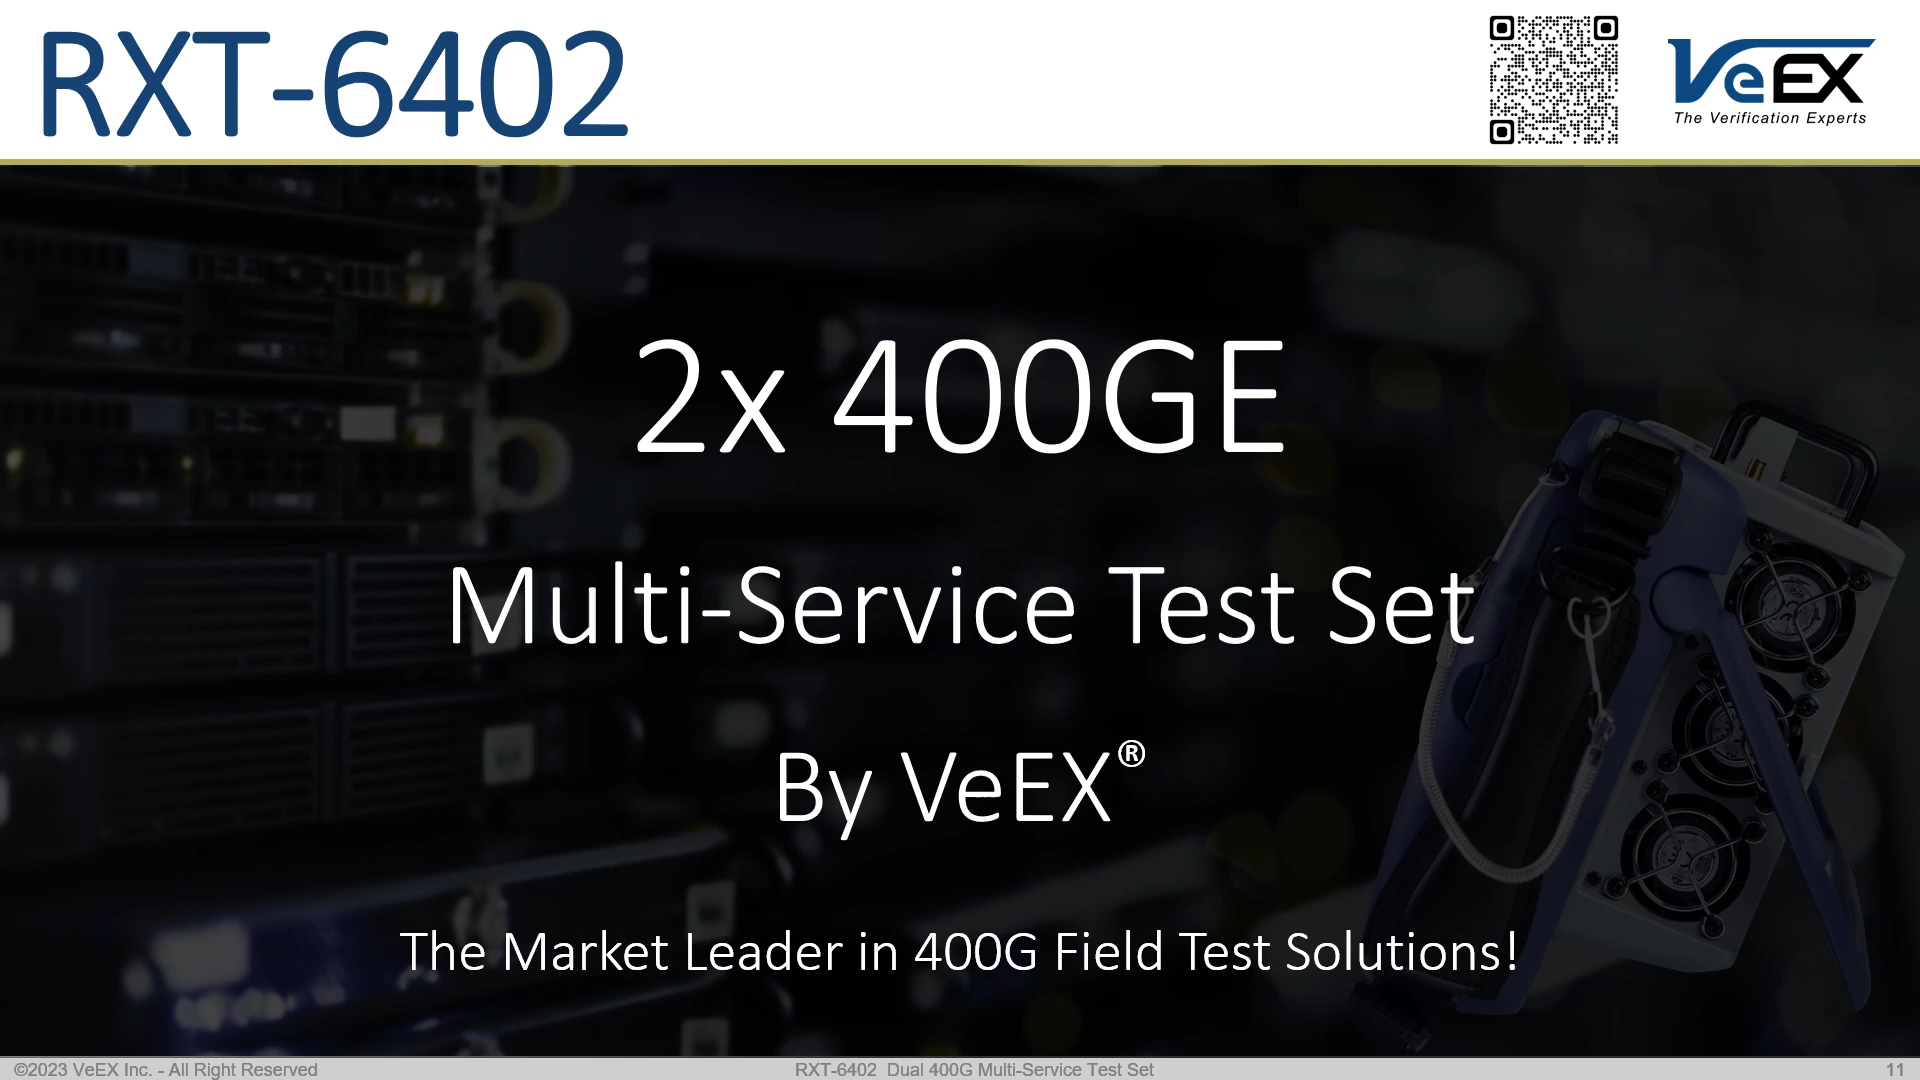 RXT-6402
VeEX
The Verification Experts
2x 400GE
Multi-Service Test Set
By VeEX®
The Market Leader in 400G Field Test Solutions!
©2023 VeEX Inc. - All Right Reserved
RXT-6402 Dual 400G Multi-Service Test Set
11